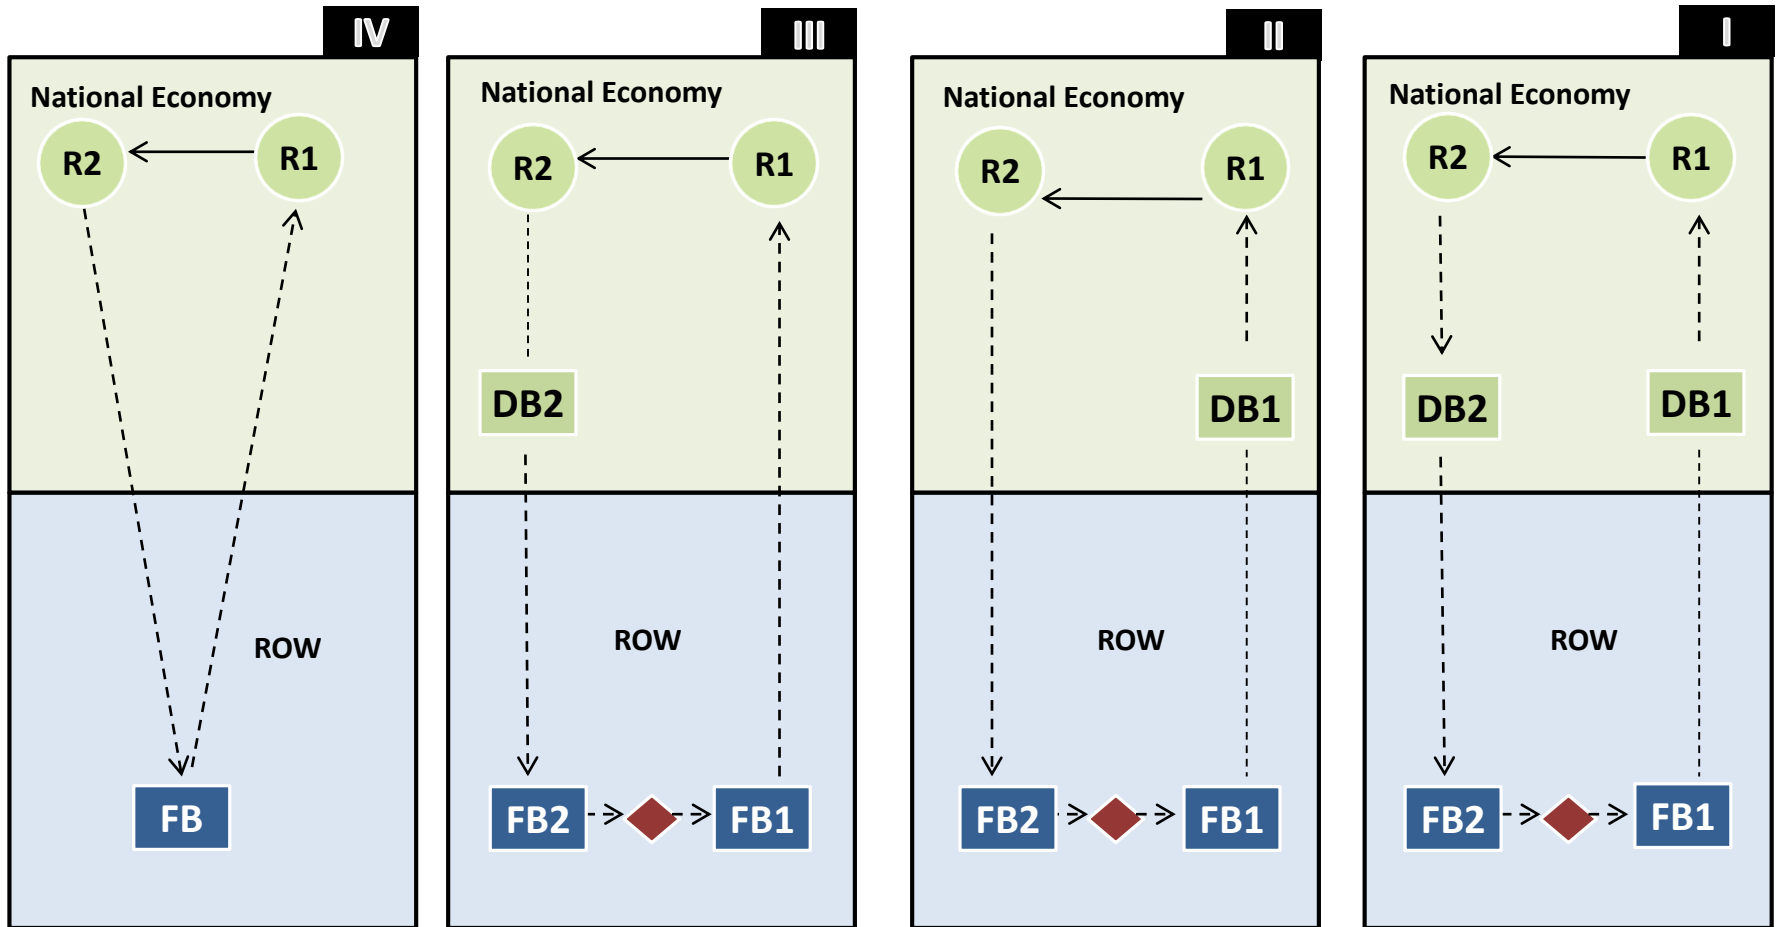 IV
National Economy
R2
R1
ROW
FB
III
National Economy
R2
R1
DB2
ROW
FB2
FB1
II
National Economy
R2
R1
DB1
ROW
FB2
FB1
I
National Economy
R2
R1
DB2
DB1
ROW
FB2
FB1